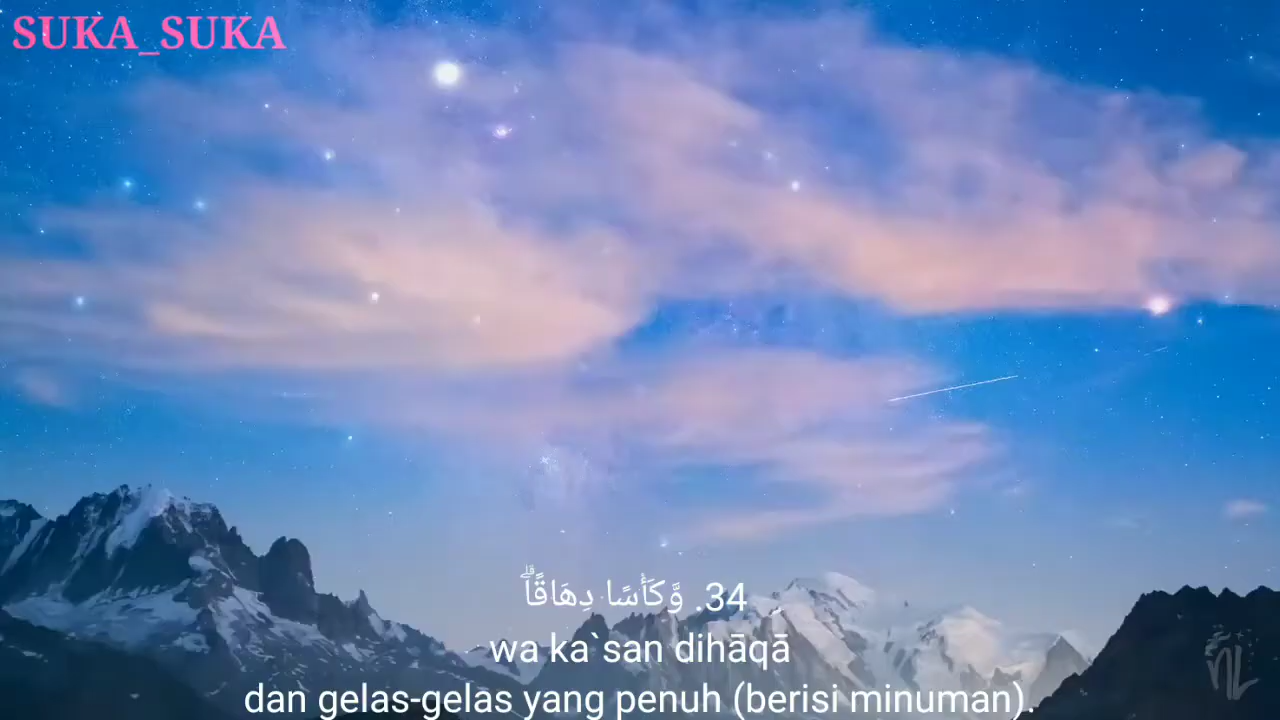 SUKA_SUKA
34. وَّكَأْسًا دِهَاقًاۗ
wa ka`san dihāqā
dan gelas-gelas yang penuh (berisi minuman).